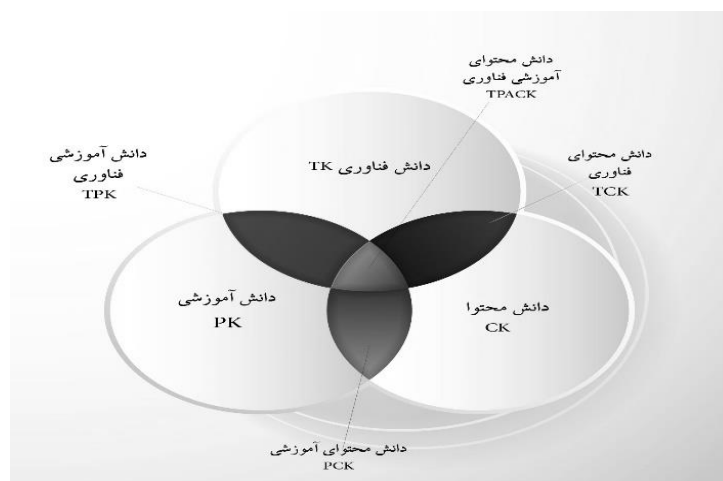 دانش محتوای
آموزشی فناوری
TPACK
دانش آموزشی
فناوری
TPK
دانش فناوری TK
دانش محتوای
فناوری
TCK
دانش آموزشی
PK
دانش محتوا
CK
دانش محتوای آموزشی
PCK